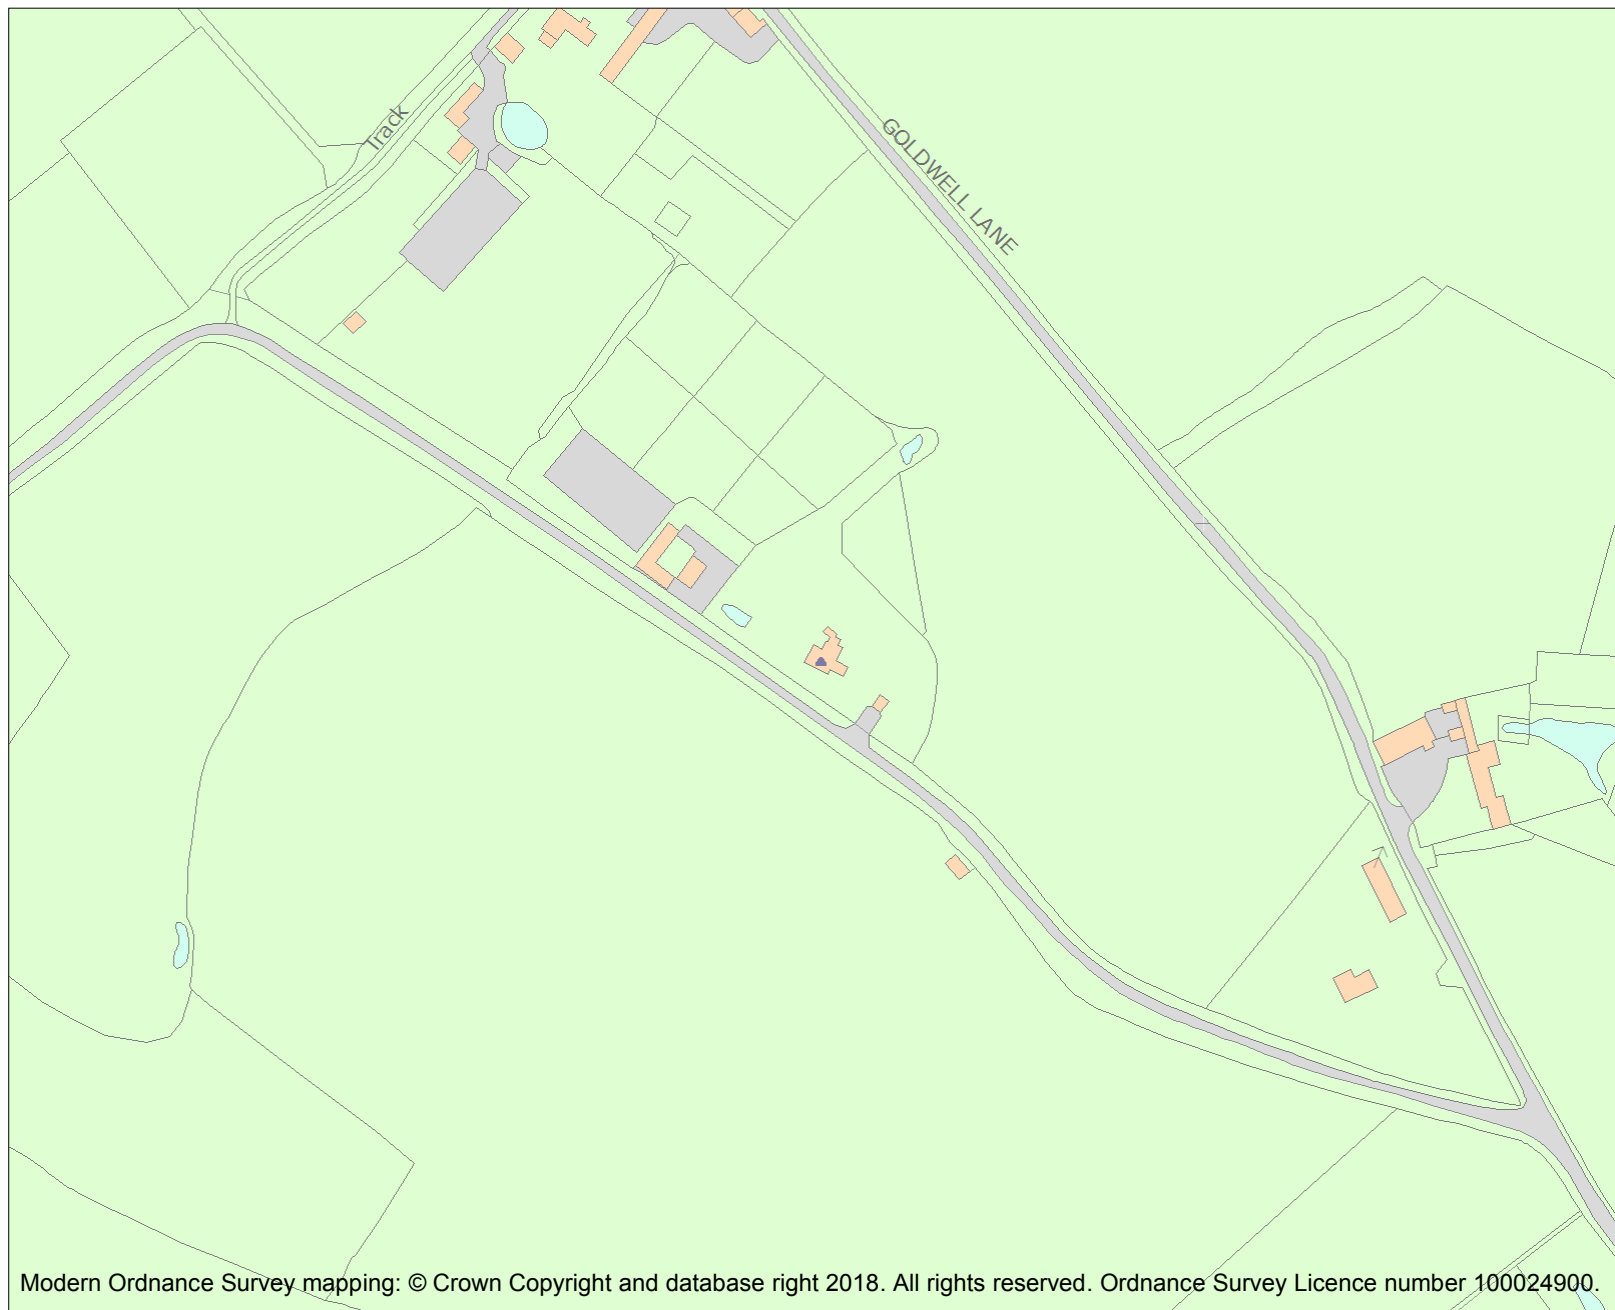 Track
GOLDWELL LANE
Modern Ordnance Survey mapping: © Crown Copyright and database right 2018. All rights reserved. Ordnance Survey Licence number 100024900.